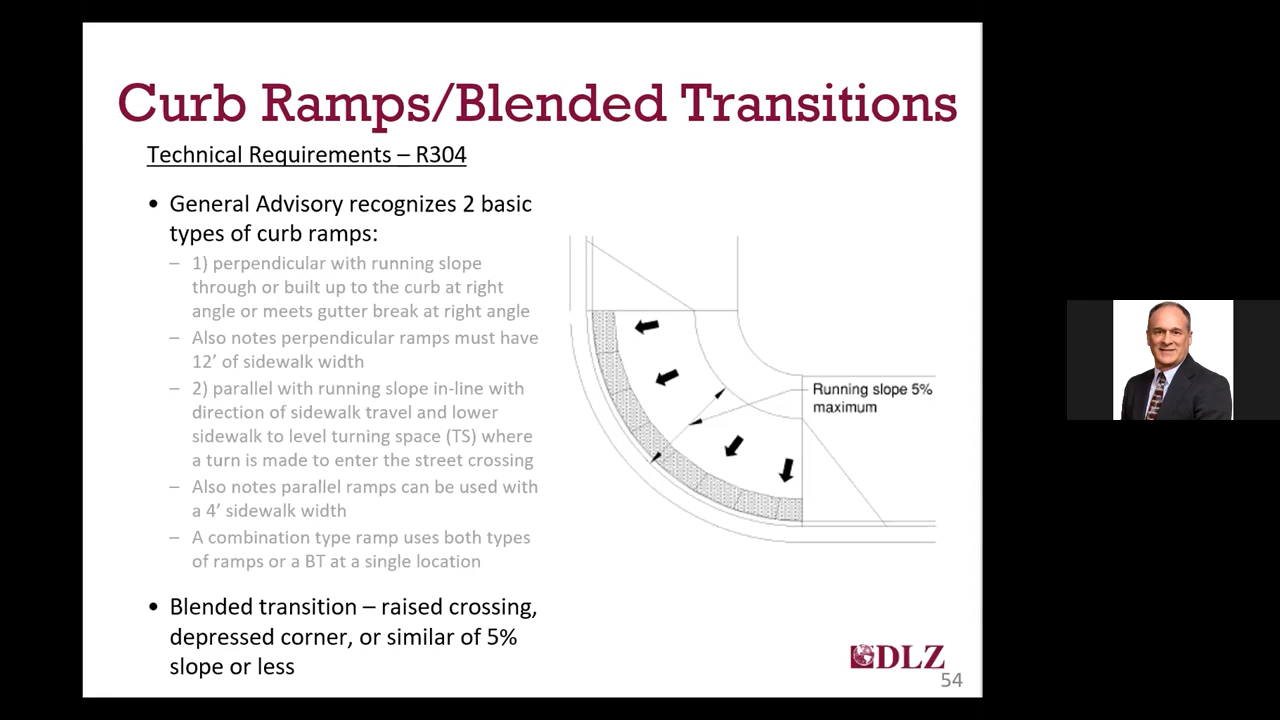 Curb Ramps/Blended Transitions
Technical Requirements – R304
• General Advisory recognizes 2 basic
types of curb ramps:
– 1) perpendicular with running slope
through or built up to the curb at right
angle or meets gutter break at right angle
– Also notes perpendicular ramps must have
12’ of sidewalk width
– 2) parallel with running slope in-line with
direction of sidewalk travel and lower
sidewalk to level turning space (TS) where
a turn is made to enter the street crossing
– Also notes parallel ramps can be used with
a 4’ sidewalk width
– A combination type ramp uses both types
of ramps or a BT at a single location
• Blended transition – raised crossing,
depressed corner, or similar of 5%
slope or less
Running slope 5%
maximum
DLZ
54